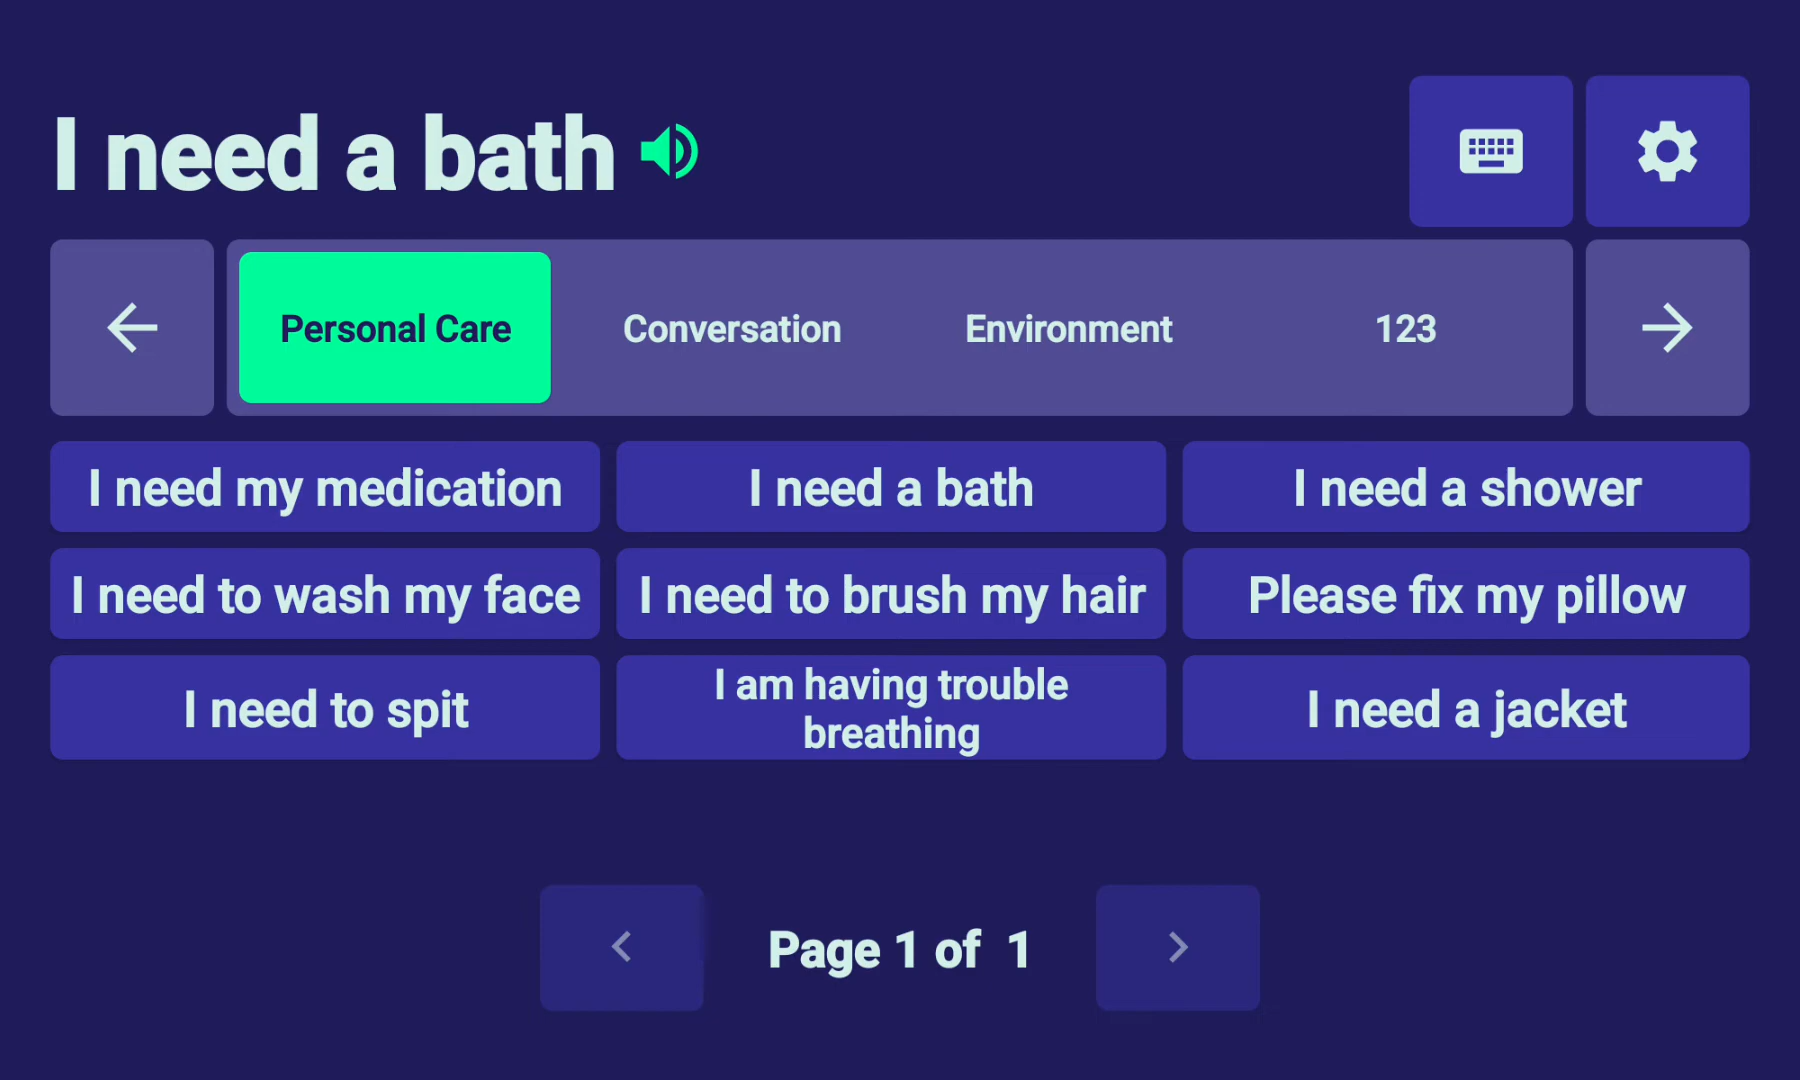 I need a bath
Personal Care
Conversation
Environment
123
I need my medication
I need a bath
I need a shower
I need to wash my face
I need to brush my hair
Please fix my pillow
I need to spit
I am having trouble
breathing
I need a jacket
Page 1 of 1